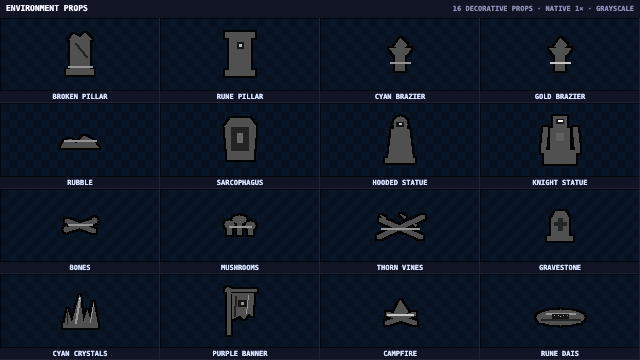 ENVIRONMENT PROPS
16 DECORATIVE PROPS · NATIVE 1× · GRAYSCALE
BROKEN PILLAR
RUNE PILLAR
CYAN BRAZIER
GOLD BRAZIER
RUBBLE
SARCOPHAGUS
HOODED STATUE
KNIGHT STATUE
BONES
MUSHROOMS
THORN VINES
GRAVESTONE
CYAN CRYSTALS
PURPLE BANNER
CAMPFIRE
RUNE DAIS